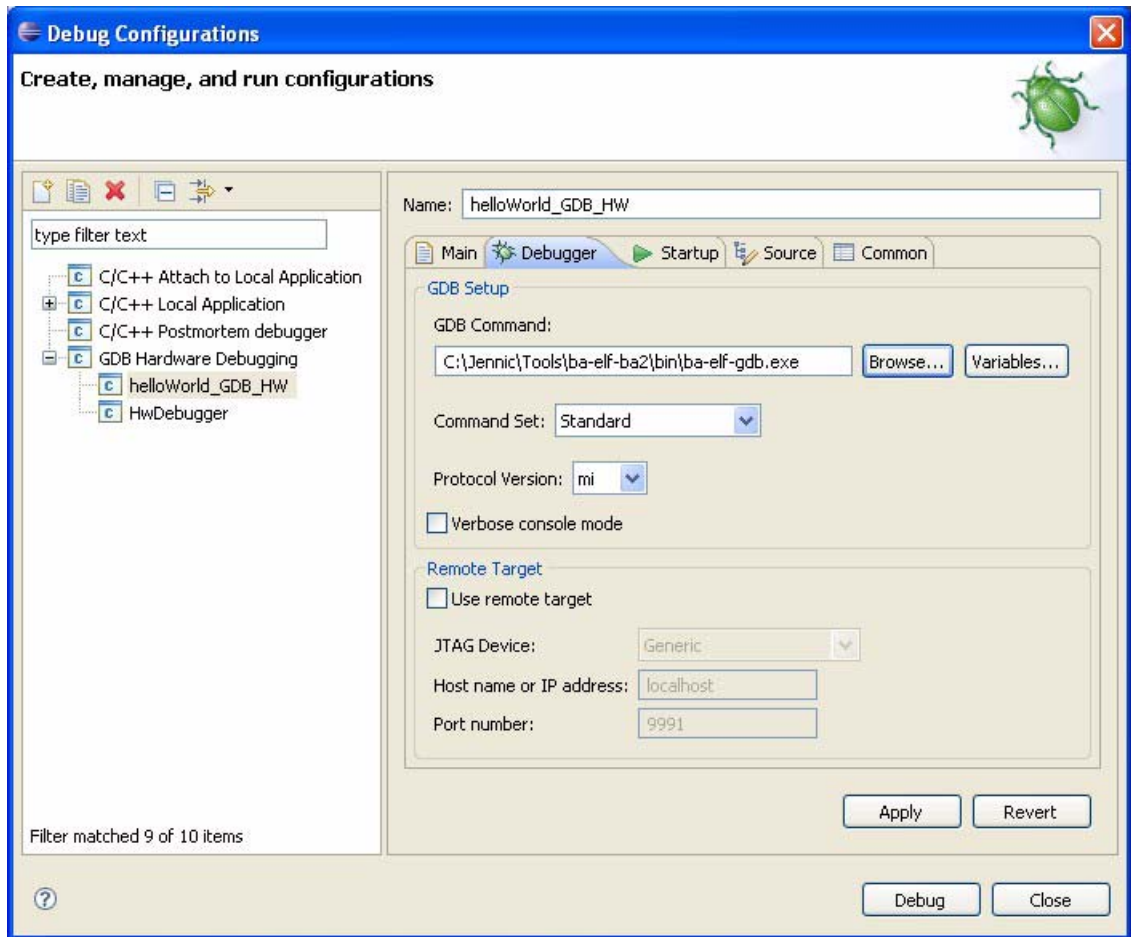 Debug Configurations
Create, manage, and run configurations
type filter text
C/C++ Attach to Local Application
C/C++ Local Application
C/C++ Postmortem debugger
GDB Hardware Debugging
helloWorld_GDB_HW
HwDebugger
Filter matched 9 of 10 items
Name: helloWorld_GDB_HW
Main Debugger Startup Source Common
GDB Setup
GDB Command:
C:\Jennic\Tools\ba-elf-ba2\bin\ba-elf-gdb.exe Browse... Variables...
Command Set: Standard
Protocol Version: mi
Verbose console mode
Remote Target
Use remote target
JTAG Device: Generic
Host name or IP address: localhost
Port number: 9991
Apply Revert
Debug Close